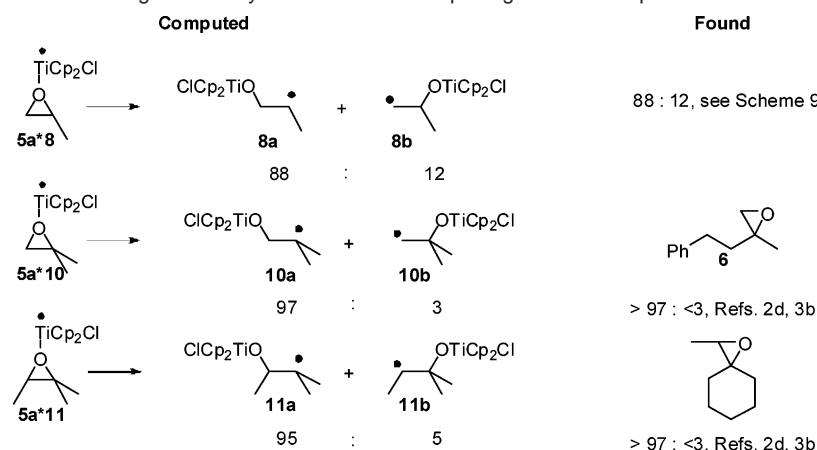 Computed Found
TiCp2Cl
O
5a*8
ClCp2TiO
8a
+
OTiCp2Cl
8b
88 : 12, see Scheme 9
88 : 12
TiCp2Cl
O
5a*10
ClCp2TiO
10a
+
OTiCp2Cl
10b
O
Ph
6
97 : 3
> 97 : <3, Refs. 2d, 3b
TiCp2Cl
O
5a*11
ClCp2TiO
11a
+
OTiCp2Cl
11b
O
95 : 5
> 97 : <3, Refs. 2d, 3b